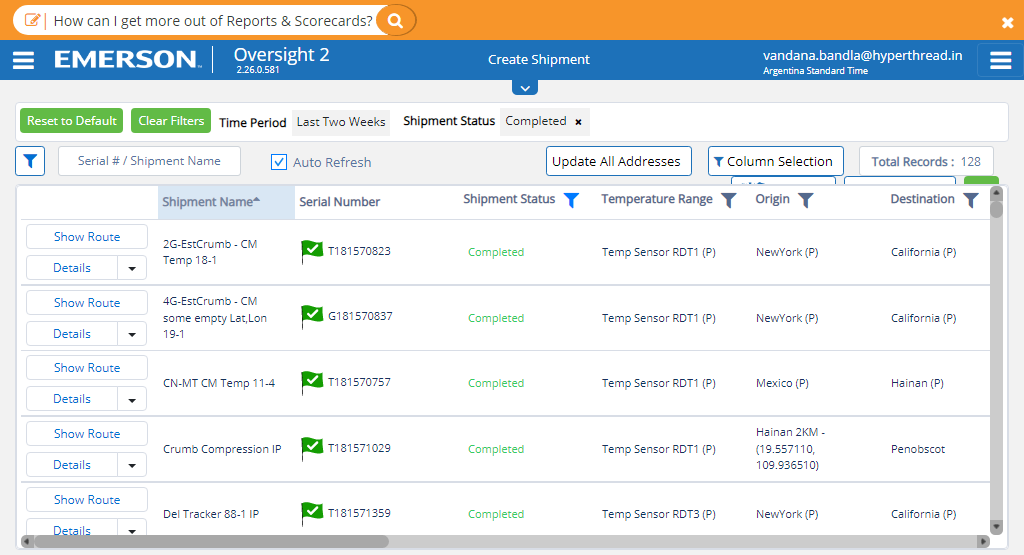 How can I get more out of Reports & Scorecards?
EMERSON™ Oversight 2
2.26.0.581
Create Shipment
vandana.bandla@hyperthread.in
Argentina Standard Time
Reset to Default Clear Filters Time Period Last Two Weeks Shipment Status Completed ×
Serial # / Shipment Name Auto Refresh Update All Addresses Column Selection Total Records : 128
Shipment Name Serial Number Shipment Status Temperature Range Origin Destination
Show Route
Details
2G-EstCrumb - CM
Temp 18-1
T181570823 Completed Temp Sensor RDT1 (P) NewYork (P) California (P)
Show Route
Details
4G-EstCrumb - CM
some empty Lat,Lon
19-1
G181570837 Completed Temp Sensor RDT1 (P) NewYork (P) California (P)
Show Route
Details
CN-MT CM Temp 11-4 T181570757 Completed Temp Sensor RDT1 (P) Mexico (P) Hainan (P)
Show Route
Details
Crumb Compression IP T181571029 Completed Temp Sensor RDT1 (P)
Hainan 2KM -
(19.557110,
109.936510)
Penobscot
Show Route
Details
Del Tracker 88-1 IP T181571359 Completed Temp Sensor RDT3 (P) NewYork (P) California (P)